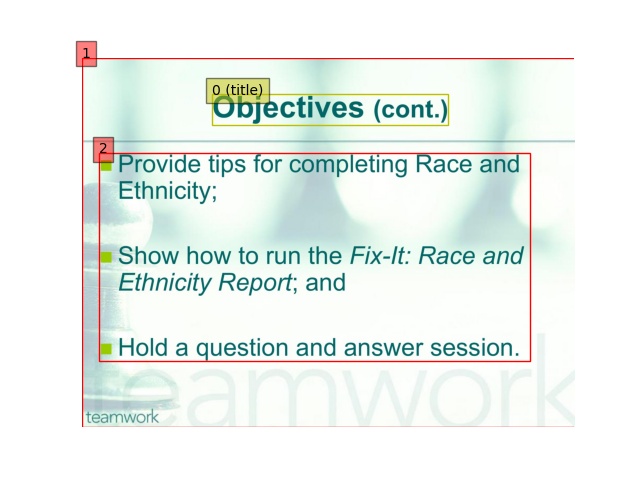 1
0 (title)
Objectives (cont.)
2
Provide tips for completing Race and
Ethnicity;
Show how to run the Fix-It: Race and
Ethnicity Report; and
Hold a question and answer session.
teamwork
teamwork